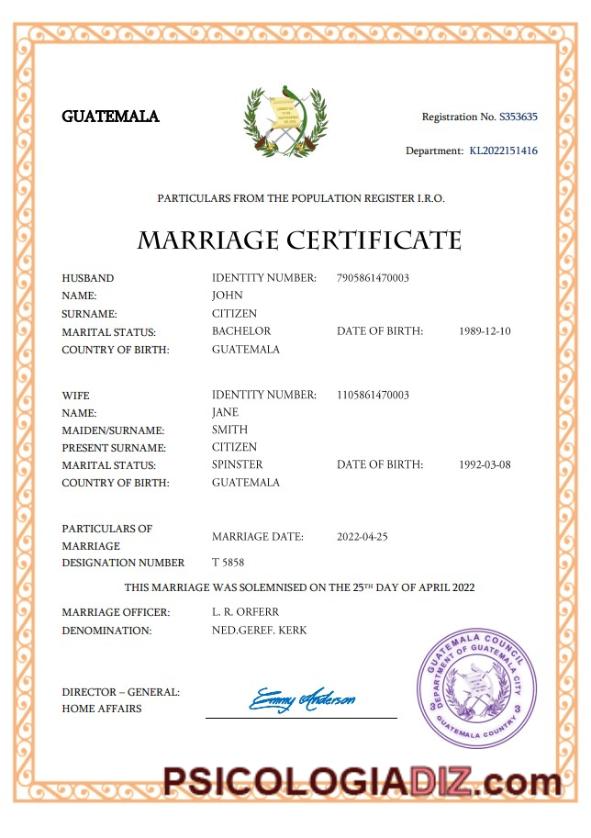 GUATEMALA
Registration No. S353635
Department: KL2022151416
PARTICULARS FROM THE POPULATION REGISTER I.R.O.
MARRIAGE CERTIFICATE
HUSBAND IDENTITY NUMBER: 7905861470003
NAME: JOHN
SURNAME: CITIZEN
MARITAL STATUS: BACHELOR DATE OF BIRTH: 1989-12-10
COUNTRY OF BIRTH: GUATEMALA
WIFE IDENTITY NUMBER: 1105861470003
NAME: JANE
MAIDEN/SURNAME: SMITH
PRESENT SURNAME: CITIZEN
MARITAL STATUS: SPINSTER DATE OF BIRTH: 1992-03-08
COUNTRY OF BIRTH: GUATEMALA
PARTICULARS OF
MARRIAGE MARRIAGE DATE: 2022-04-25
DESIGNATION NUMBER T 5858
THIS MARRIAGE WAS SOLEMNISED ON THE 25TH DAY OF APRIL 2022
MARRIAGE OFFICER: L. R. ORFERR
DENOMINATION: NED.GEREF. KERK
GUATEMALA COUNCIL
DEPARTMENT OF GUATEMALA CITY
3 3
GUATEMALA COUNTRY
DIRECTOR – GENERAL: Emmy Anderson
HOME AFFAIRS
PSICOLOGIADIZ.com